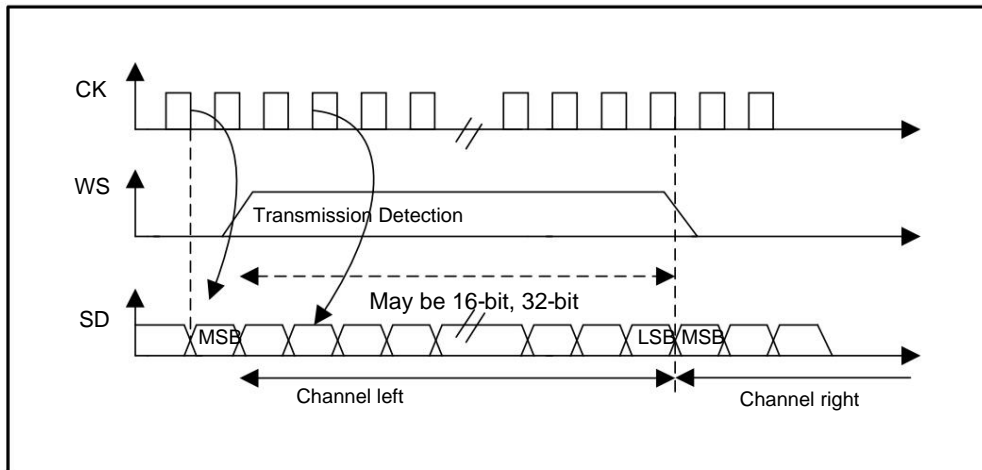 CK
WS
Transmission Detection
May be 16-bit, 32-bit
SD
MSB
LSB
MSB
Channel left
Channel right